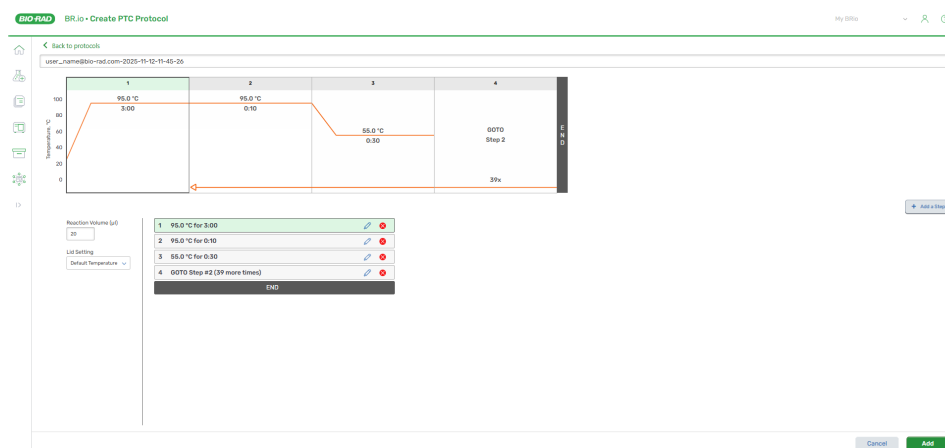 BIO-RAD BR.io • Create PTC Protocol My BRio
Back to protocols
user_name@bio-rad.com-2025-11-12-11-45-26
1 2 3 4
100 95.0 °C 95.0 °C
3:00 0:10
80
60 55.0 °C GOTO
0:30 Step 2
40
20
0 39x
Temperature, °C
END
+ Add a Step
Reaction Volume (µl)
20
Lid Setting
Default Temperature
1 95.0 °C for 3:00
2 95.0 °C for 0:10
3 55.0 °C for 0:30
4 GOTO Step #2 (39 more times)
END
Cancel Add